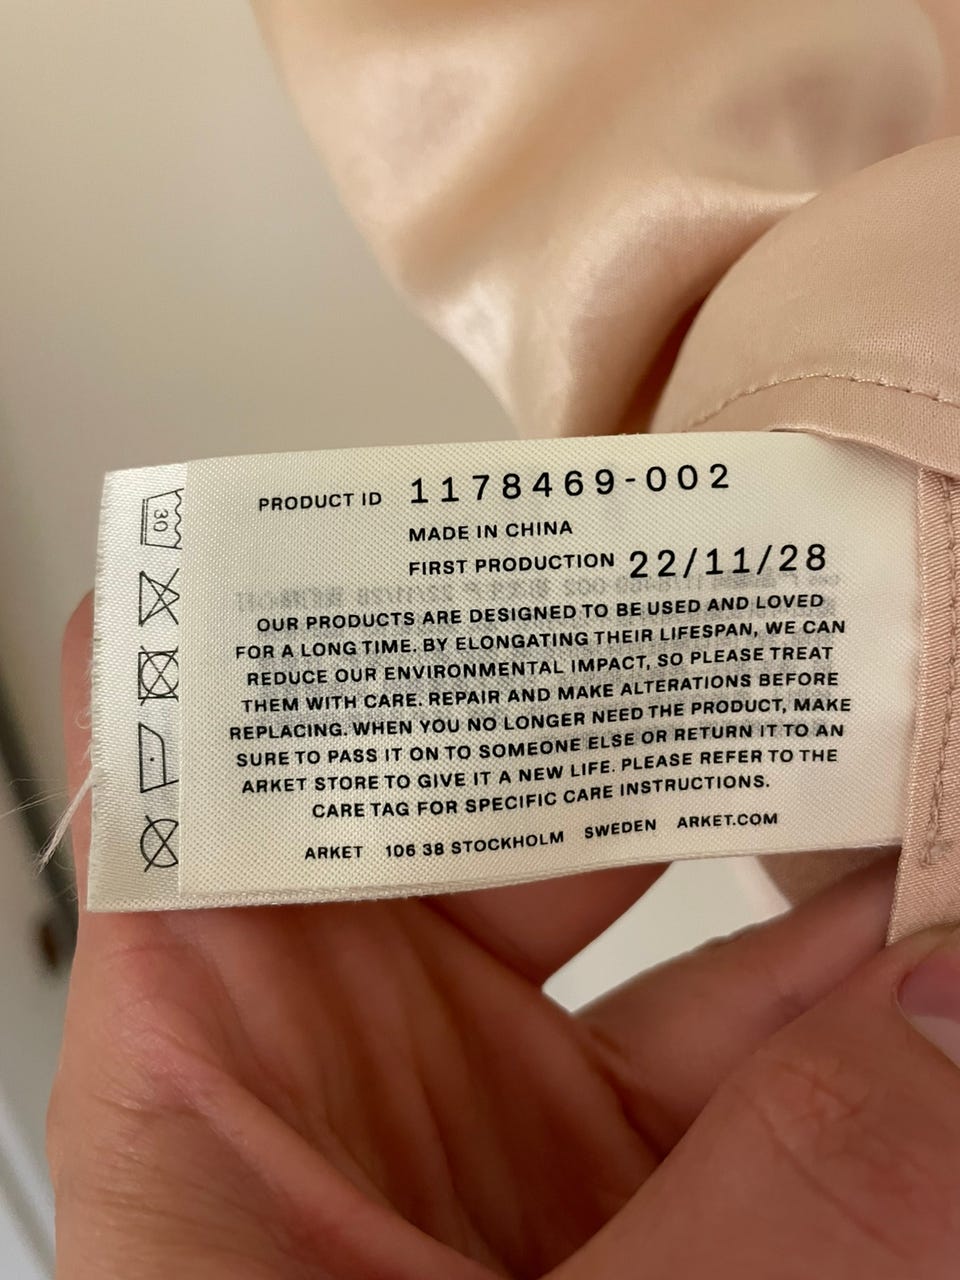 PRODUCT ID 1178469-002
MADE IN CHINA
FIRST PRODUCTION 22/11/28
OUR PRODUCTS ARE DESIGNED TO BE USED AND LOVED
FOR A LONG TIME. BY ELONGATING THEIR LIFESPAN, WE CAN
REDUCE OUR ENVIRONMENTAL IMPACT, SO PLEASE TREAT
THEM WITH CARE. REPAIR AND MAKE ALTERATIONS BEFORE
REPLACING. WHEN YOU NO LONGER NEED THE PRODUCT, MAKE
SURE TO PASS IT ON TO SOMEONE ELSE OR RETURN IT TO AN
ARKET STORE TO GIVE IT A NEW LIFE. PLEASE REFER TO THE
CARE TAG FOR SPECIFIC CARE INSTRUCTIONS.
ARKET 106 38 STOCKHOLM SWEDEN ARKET.COM
30